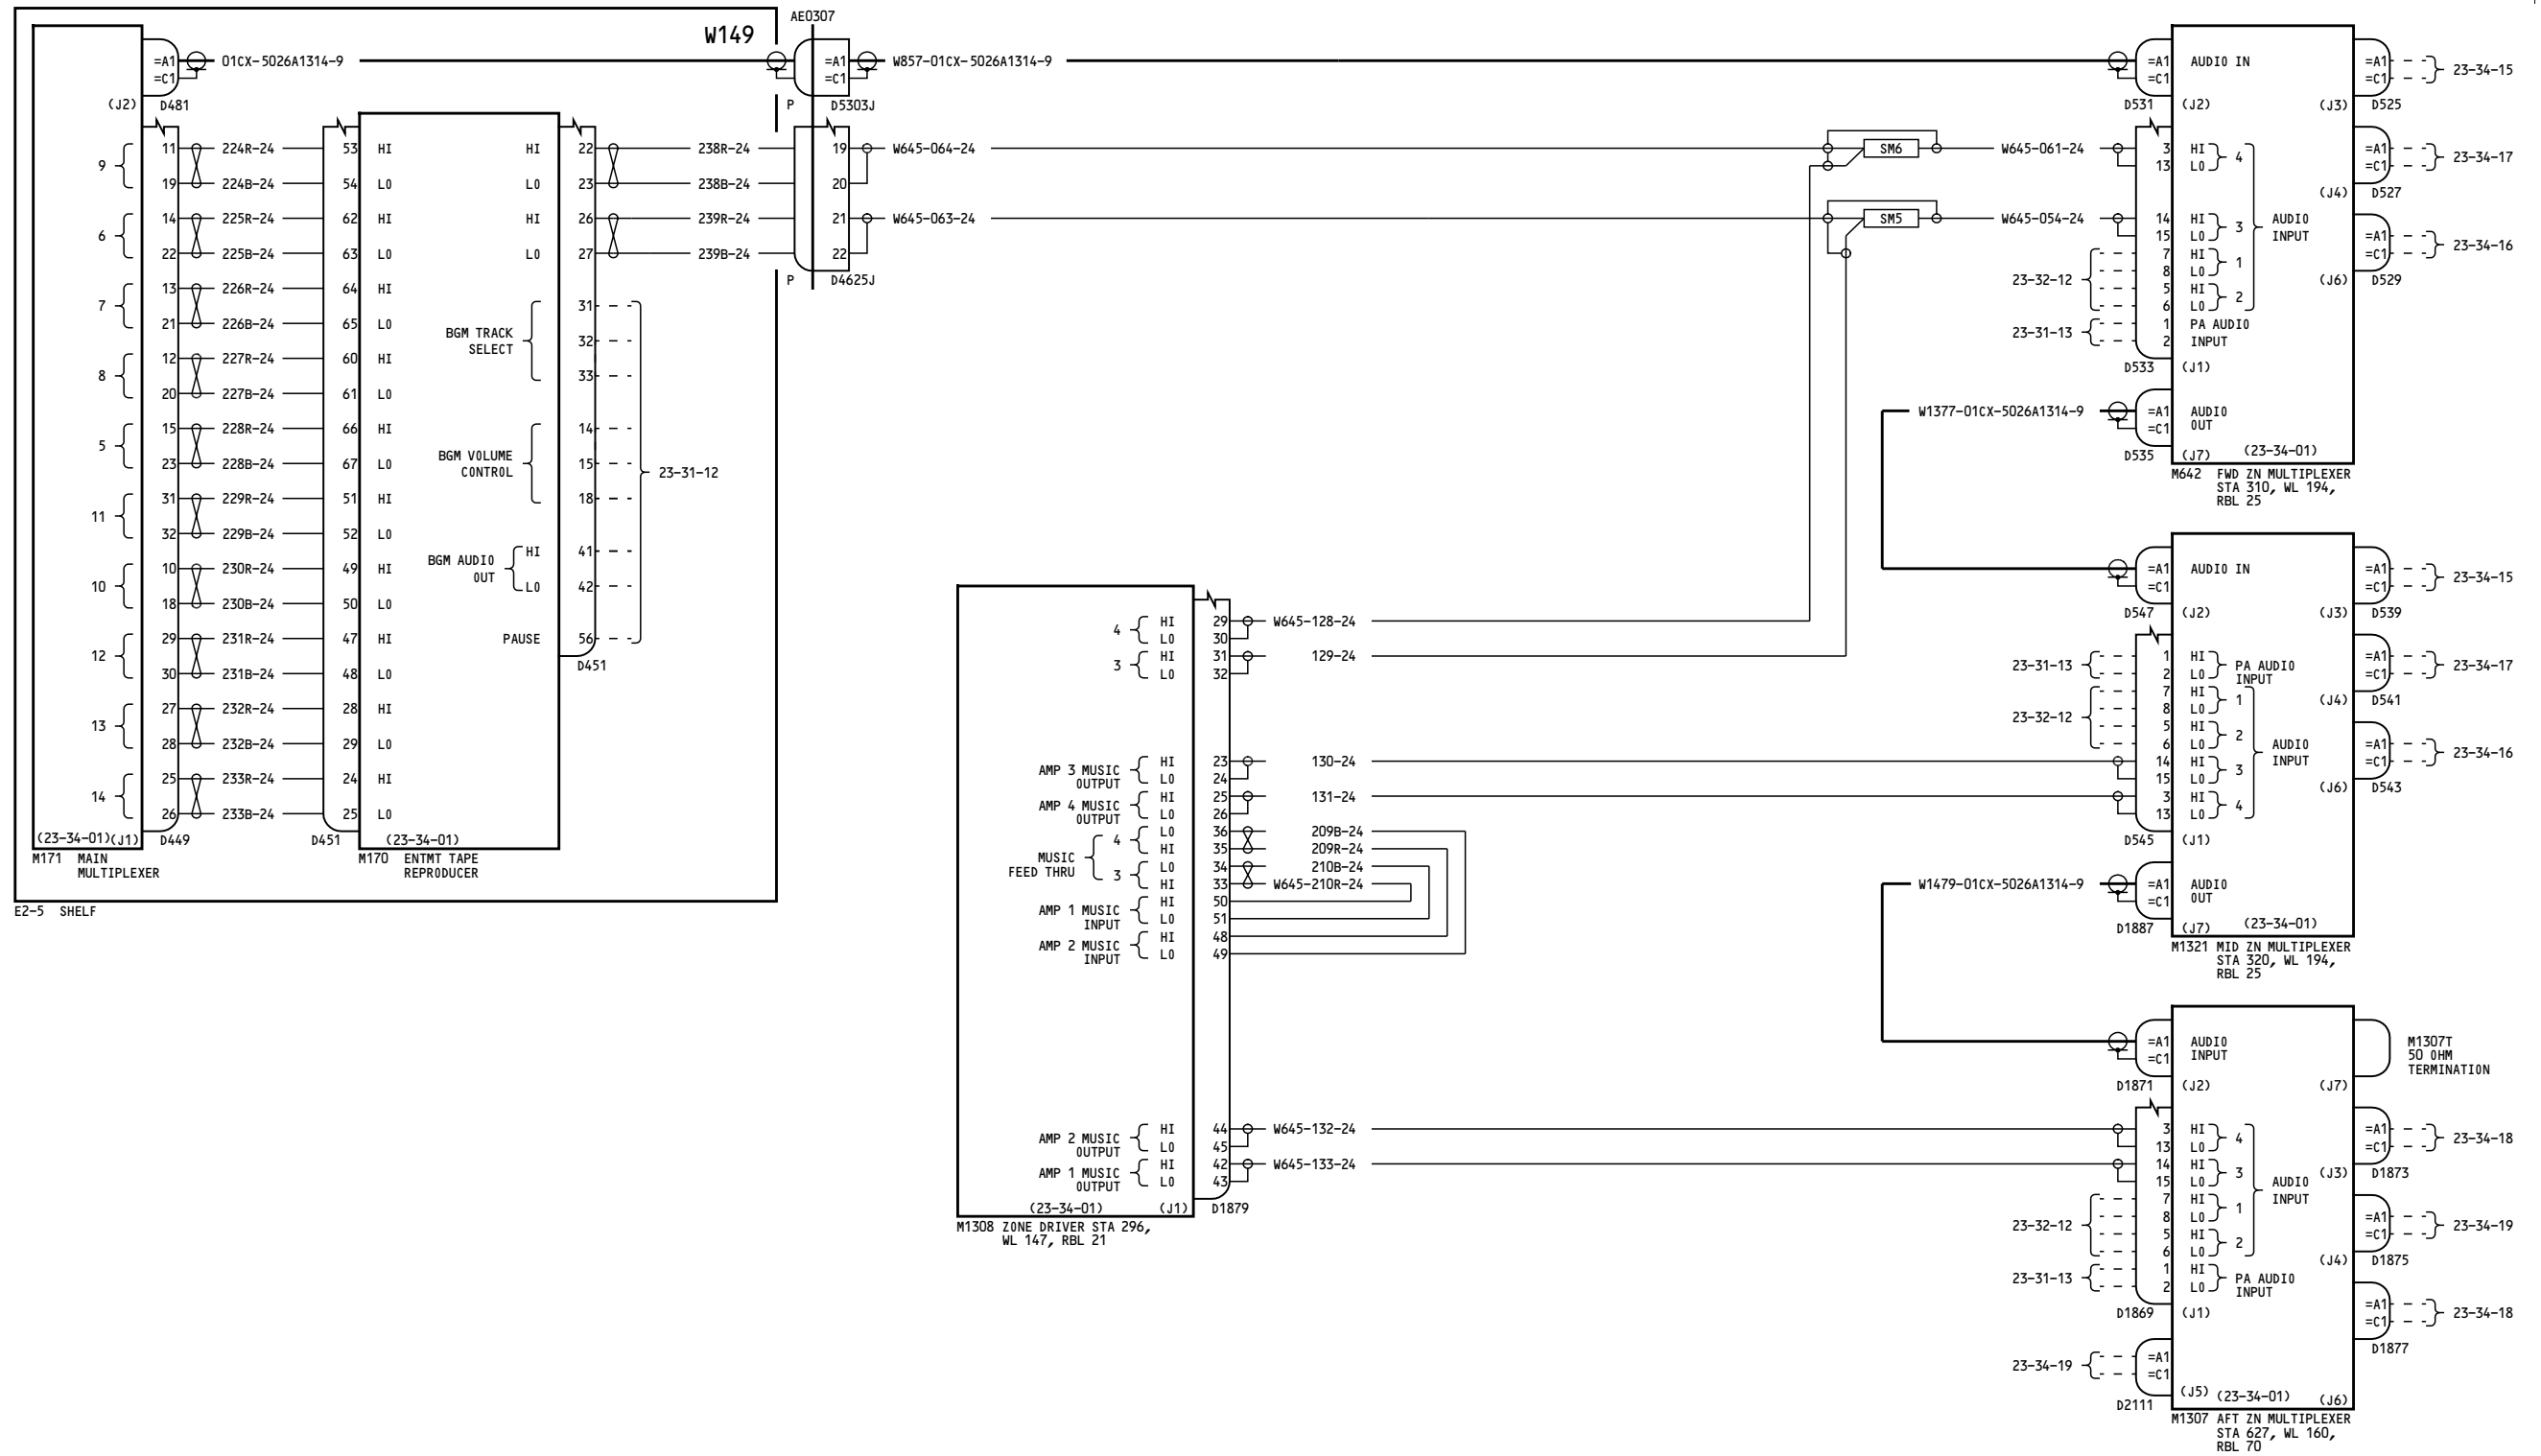 W149
AE0307
=A1
=C1
01CX-5026A1314-9
=A1
=C1
W857-01CX-5026A1314-9
(J2)
D481
P
D5303J
9
11
224R-24
53
HI
19
224B-24
54
LO
6
14
225R-24
62
HI
22
225B-24
63
LO
7
13
226R-24
64
HI
21
226B-24
65
LO
8
12
227R-24
60
HI
20
227B-24
61
LO
5
15
228R-24
66
HI
23
228B-24
67
LO
11
31
229R-24
51
HI
32
229B-24
52
LO
10
10
230R-24
49
HI
18
230B-24
50
LO
12
29
231R-24
47
HI
30
231B-24
48
LO
13
27
232R-24
28
HI
28
232B-24
29
LO
14
25
233R-24
24
HI
26
233B-24
25
LO
(23-34-01)(J1)
D449
D451
(23-34-01)
M171 MAIN
MULTIPLEXER
M170 ENTMT TAPE
REPRODUCER
E2-5 SHELF
HI
22
238R-24
19
W645-064-24
LO
23
238B-24
20
HI
26
239R-24
21
W645-063-24
LO
27
239B-24
22
P
D4625J
BGM TRACK
SELECT
31
32
33
BGM VOLUME
CONTROL
14
15
18
23-31-12
BGM AUDIO
OUT
HI
41
LO
42
PAUSE
56
D451
SM6
W645-061-24
SM5
W645-054-24
4
HI
29
W645-128-24
LO
30
3
HI
31
129-24
LO
32
AMP 3 MUSIC
OUTPUT
HI
23
130-24
LO
24
AMP 4 MUSIC
OUTPUT
HI
25
131-24
LO
26
MUSIC
FEED THRU
4
LO
36
209B-24
HI
35
209R-24
3
LO
34
210B-24
HI
33
W645-210R-24
AMP 1 MUSIC
INPUT
HI
50
LO
51
AMP 2 MUSIC
INPUT
HI
48
LO
49
AMP 2 MUSIC
OUTPUT
HI
44
W645-132-24
LO
45
AMP 1 MUSIC
OUTPUT
HI
42
W645-133-24
LO
43
(23-34-01)
(J1)
D1879
M1308 ZONE DRIVER STA 296,
WL 147, RBL 21
=A1
=C1
AUDIO IN
D531
(J2)
3
HI
13
LO
4
14
HI
15
LO
3
AUDIO
INPUT
23-32-12
7
HI
8
LO
1
5
HI
6
LO
2
23-31-13
1
PA AUDIO
2
INPUT
D533
(J1)
W1377-01CX-5026A1314-9
=A1
=C1
AUDIO
OUT
D535
(J7)
(23-34-01)
=A1
=C1
23-34-15
(J3)
D525
=A1
=C1
23-34-17
(J4)
D527
=A1
=C1
23-34-16
(J6)
D529
M642 FWD ZN MULTIPLEXER
STA 310, WL 194,
RBL 25
=A1
=C1
AUDIO IN
D547
(J2)
23-31-13
1
HI
2
LO
PA AUDIO
INPUT
23-32-12
7
HI
8
LO
1
5
HI
6
LO
2
14
HI
15
LO
3
3
HI
13
LO
4
AUDIO
INPUT
D545
(J1)
W1479-01CX-5026A1314-9
=A1
=C1
AUDIO
OUT
D1887
(J7)
(23-34-01)
=A1
=C1
23-34-15
(J3)
D539
=A1
=C1
23-34-17
(J4)
D541
=A1
=C1
23-34-16
(J6)
D543
M1321 MID ZN MULTIPLEXER
STA 320, WL 194,
RBL 25
=A1
=C1
AUDIO
INPUT
D1871
(J2)
(J7)
M1307T
50 OHM
TERMINATION
3
HI
13
LO
4
14
HI
15
LO
3
AUDIO
INPUT
23-32-12
7
HI
8
LO
1
5
HI
6
LO
2
23-31-13
1
HI
2
LO
PA AUDIO
INPUT
D1869
(J1)
23-34-19
=A1
=C1
D2111
(J5)
(23-34-01)
(J6)
=A1
=C1
23-34-18
(J3)
D1873
=A1
=C1
23-34-19
(J4)
D1875
=A1
=C1
23-34-18
D1877
M1307 AFT ZN MULTIPLEXER
STA 627, WL 160,
RBL 70